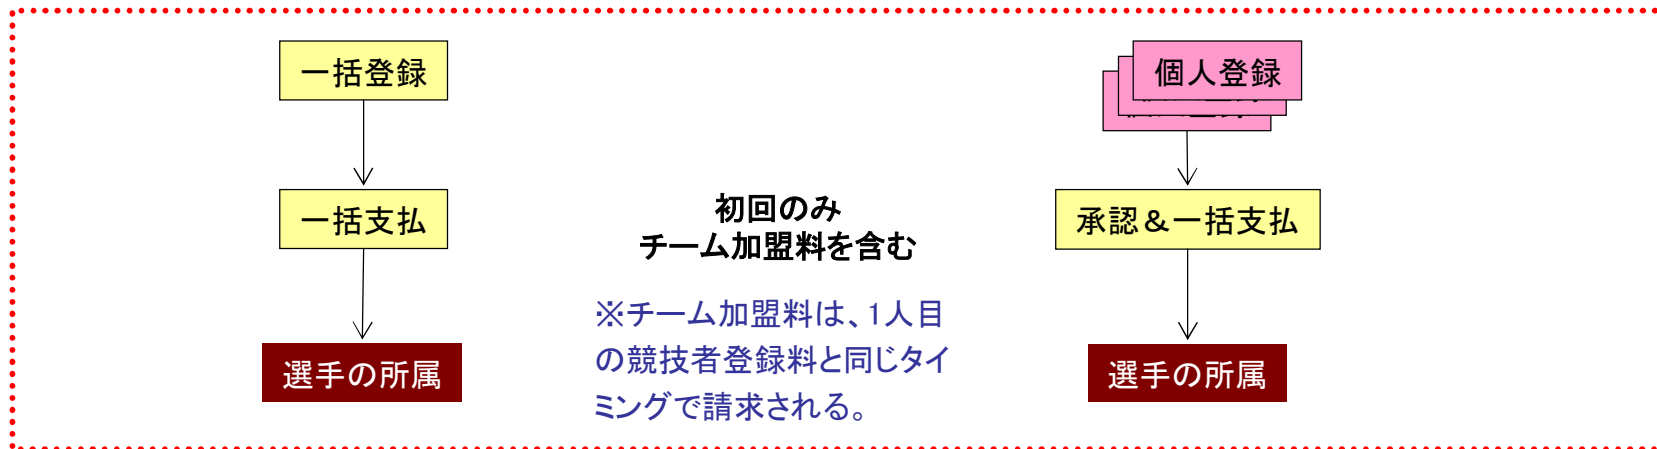 一括登録
一括支払
選手の所属
初回のみ
チーム加盟料を含む
※チーム加盟料は、1人目
の競技者登録料と同じタイ
ミングで請求される。
個人登録
承認＆一括支払
選手の所属